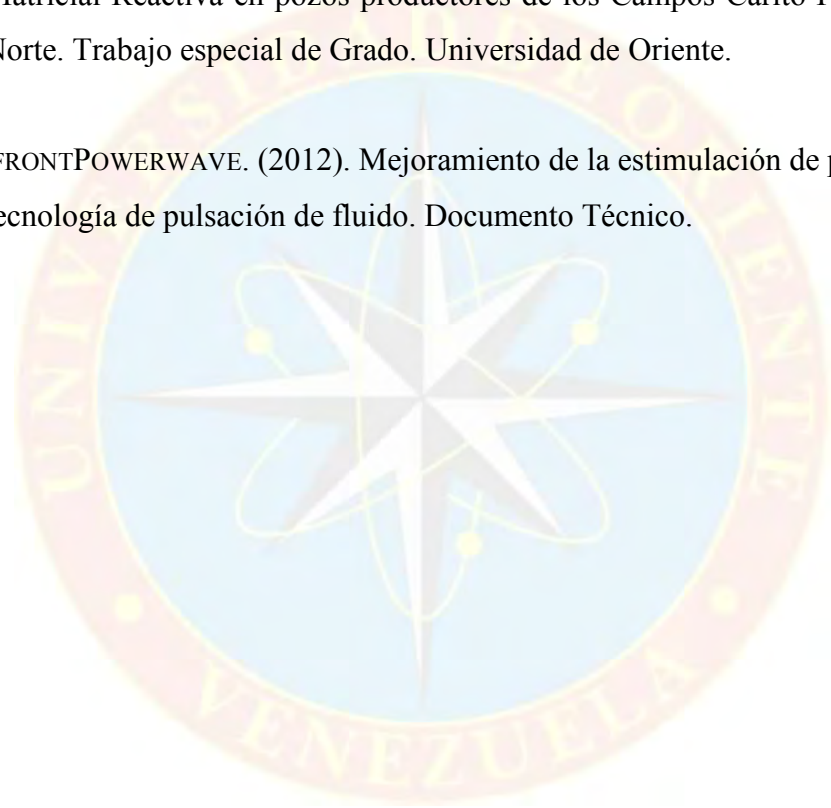 Matricial Reactiva en pozos productores de los Campos Carito
Norte. Trabajo especial de Grado. Universidad de Oriente.
FRONTPOWERWAVE. (2012). Mejoramiento de la estimulación de
tecnología de pulsación de fluido. Documento Técnico.
UNIVERSIDAD DE ORIENTE
VENEZUELA